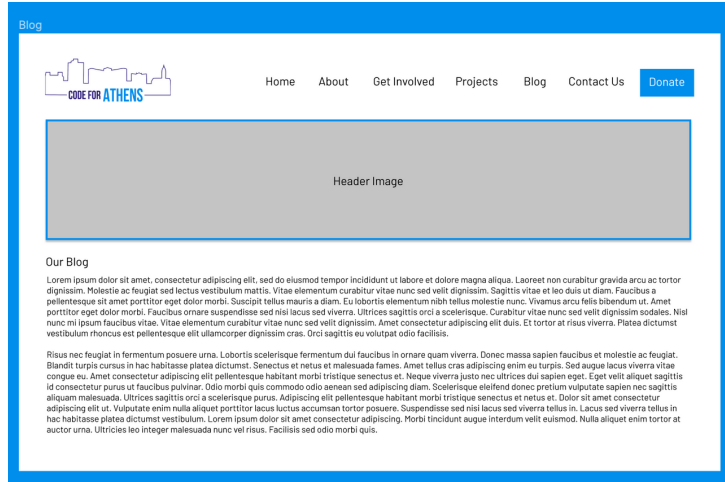 Blog
CODE FOR ATHENS
Home About Get Involved Projects Blog Contact Us Donate
Header Image
Our Blog
Lorem ipsum dolor sit amet, consectetur adipiscing elit, sed do eiusmod tempor incididunt ut labore et dolore magna aliqua. Laoreet non curabitur gravida arcu ac tortor
dignissim. Molestie ac feugiat sed lectus vestibulum mattis. Vitae elementum curabitur vitae nunc sed velit dignissim. Sagittis vitae et leo duis ut diam. Faucibus a
pellentesque sit amet porttitor eget dolor morbi. Suscipit tellus mauris a diam. Eu lobortis elementum nibh tellus molestie nunc. Vivamus arcu felis bibendum ut. Amet
porttitor eget dolor morbi. Faucibus ornare suspendisse sed nisi lacus sed viverra. Ultrices sagittis orci a scelerisque. Curabitur vitae nunc sed velit dignissim sodales. Nisl
nunc mi ipsum faucibus vitae. Vitae elementum curabitur vitae nunc sed velit dignissim. Amet consectetur adipiscing elit duis. Et tortor at risus viverra. Platea dictumst
vestibulum rhoncus est pellentesque elit ullamcorper dignissim cras. Orci sagittis eu volutpat odio facilisis.
Risus nec feugiat in fermentum posuere urna. Lobortis scelerisque fermentum dui faucibus in ornare quam viverra. Donec massa sapien faucibus et molestie ac feugiat.
Blandit turpis cursus in hac habitasse platea dictumst. Senectus et netus et malesuada fames. Amet tellus cras adipiscing enim eu turpis. Sed augue lacus viverra vitae
congue eu. Amet consectetur adipiscing elit pellentesque habitant morbi tristique senectus et. Neque viverra justo nec ultrices dui sapien eget. Eget velit aliquet sagittis
id consectetur purus ut faucibus pulvinar. Odio morbi quis commodo odio aenean sed adipiscing diam. Scelerisque eleifend donec pretium vulputate sapien nec sagittis
aliquam malesuada. Ultrices sagittis orci a scelerisque purus. Adipiscing elit pellentesque habitant morbi tristique senectus et netus et. Dolor sit amet consectetur
adipiscing elit ut. Vulputate enim nulla aliquet porttitor lacus luctus accumsan tortor posuere. Suspendisse sed nisi lacus sed viverra tellus in. Lacus sed viverra tellus in
hac habitasse platea dictumst vestibulum. Lorem ipsum dolor sit amet consectetur adipiscing. Morbi tincidunt augue interdum velit euismod. Nulla aliquet enim tortor at
auctor urna. Ultricies leo integer malesuada nunc vel risus. Facilisis sed odio morbi quis.